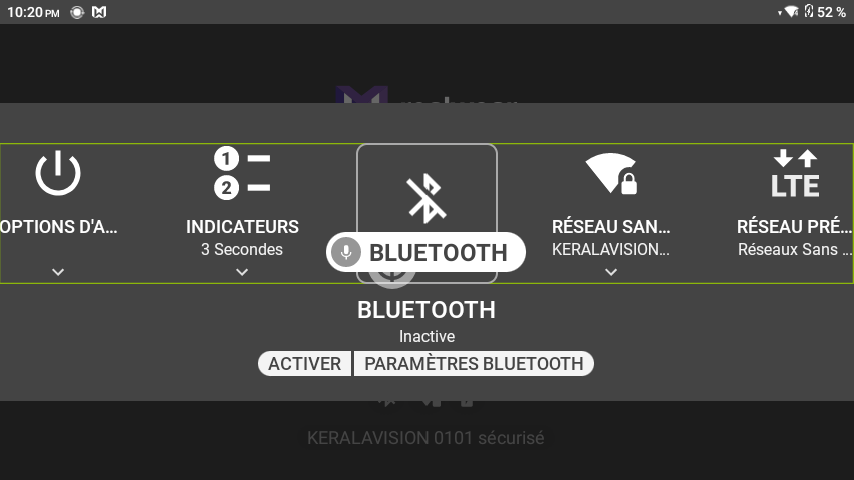 10:20 PM
52 %
1
2
LTE
OPTIONS D'A...
INDICATEURS
3 Secondes
BLUETOOTH
RÉSEAU SAN...
KERALAVISION...
RÉSEAU PRÉ...
Réseaux Sans ...
BLUETOOTH
Inactive
ACTIVER
PARAMÈTRES BLUETOOTH
KERALAVISION 0101 sécurisé